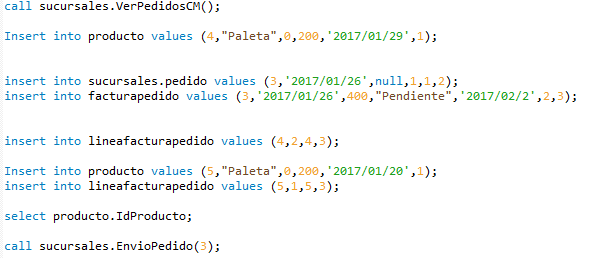 call sucursales.VerPedidosCM();
Insert into producto values (4,"Paleta",0,200,'2017/01/29',1);
insert into sucursales.pedido values (3,'2017/01/26',null,1,1,2);
insert into facturapedido values (3,'2017/01/26',400,"Pendiente",'2017/02/2',2,3);
insert into lineafacturapedido values (4,2,4,3);
Insert into producto values (5,"Paleta",0,200,'2017/01/20',1);
insert into lineafacturapedido values (5,1,5,3);
select producto.IdProducto;
call sucursales.EnvioPedido(3);